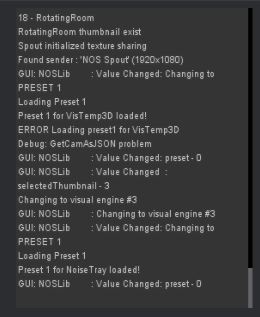 18 - RotatingRoom
RotatingRoom thumbnail exist
Spout initialized texture sharing
Found sender : 'NOS Spout' (1920x1080)
GUI: NOSLib : Value Changed: Changing to
PRESET 1
Loading Preset 1
Preset 1 for VisTemp3D loaded!
ERROR Loading preset1 for VisTemp3D
Debug: GetCamAsJSON problem
GUI: NOSLib : Value Changed: preset - 0
GUI: NOSLib : Value Changed :
selectedThumbnail - 3
Changing to visual engine #3
GUI: NOSLib : Changing to visual engine #3
GUI: NOSLib : Value Changed: Changing to
PRESET 1
Loading Preset 1
Preset 1 for NoiseTray loaded!
GUI: NOSLib : Value Changed: preset - 0